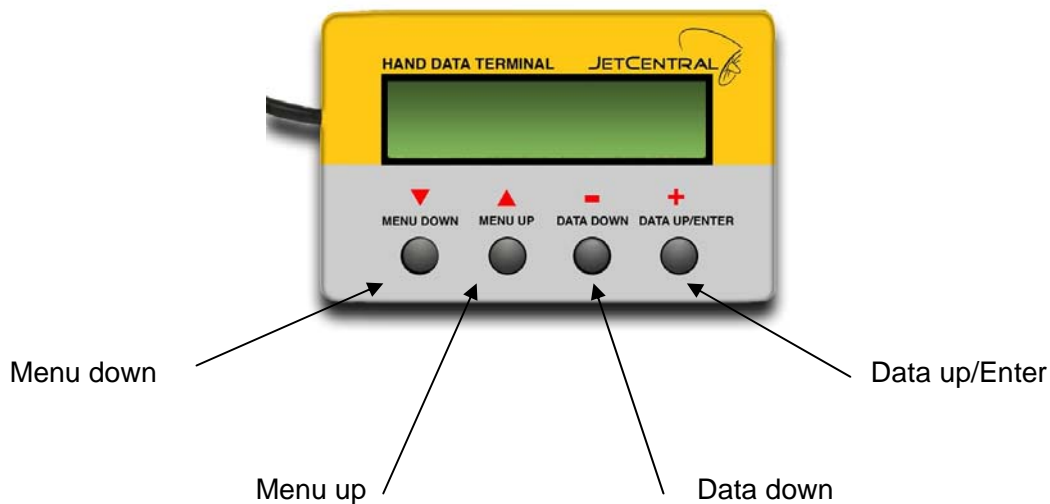 HAND DATA TERMINAL JETCENTRAL
MENU DOWN MENU UP DATA DOWN DATA UP/ENTER
Menu down Data up/Enter
Menu up Data down